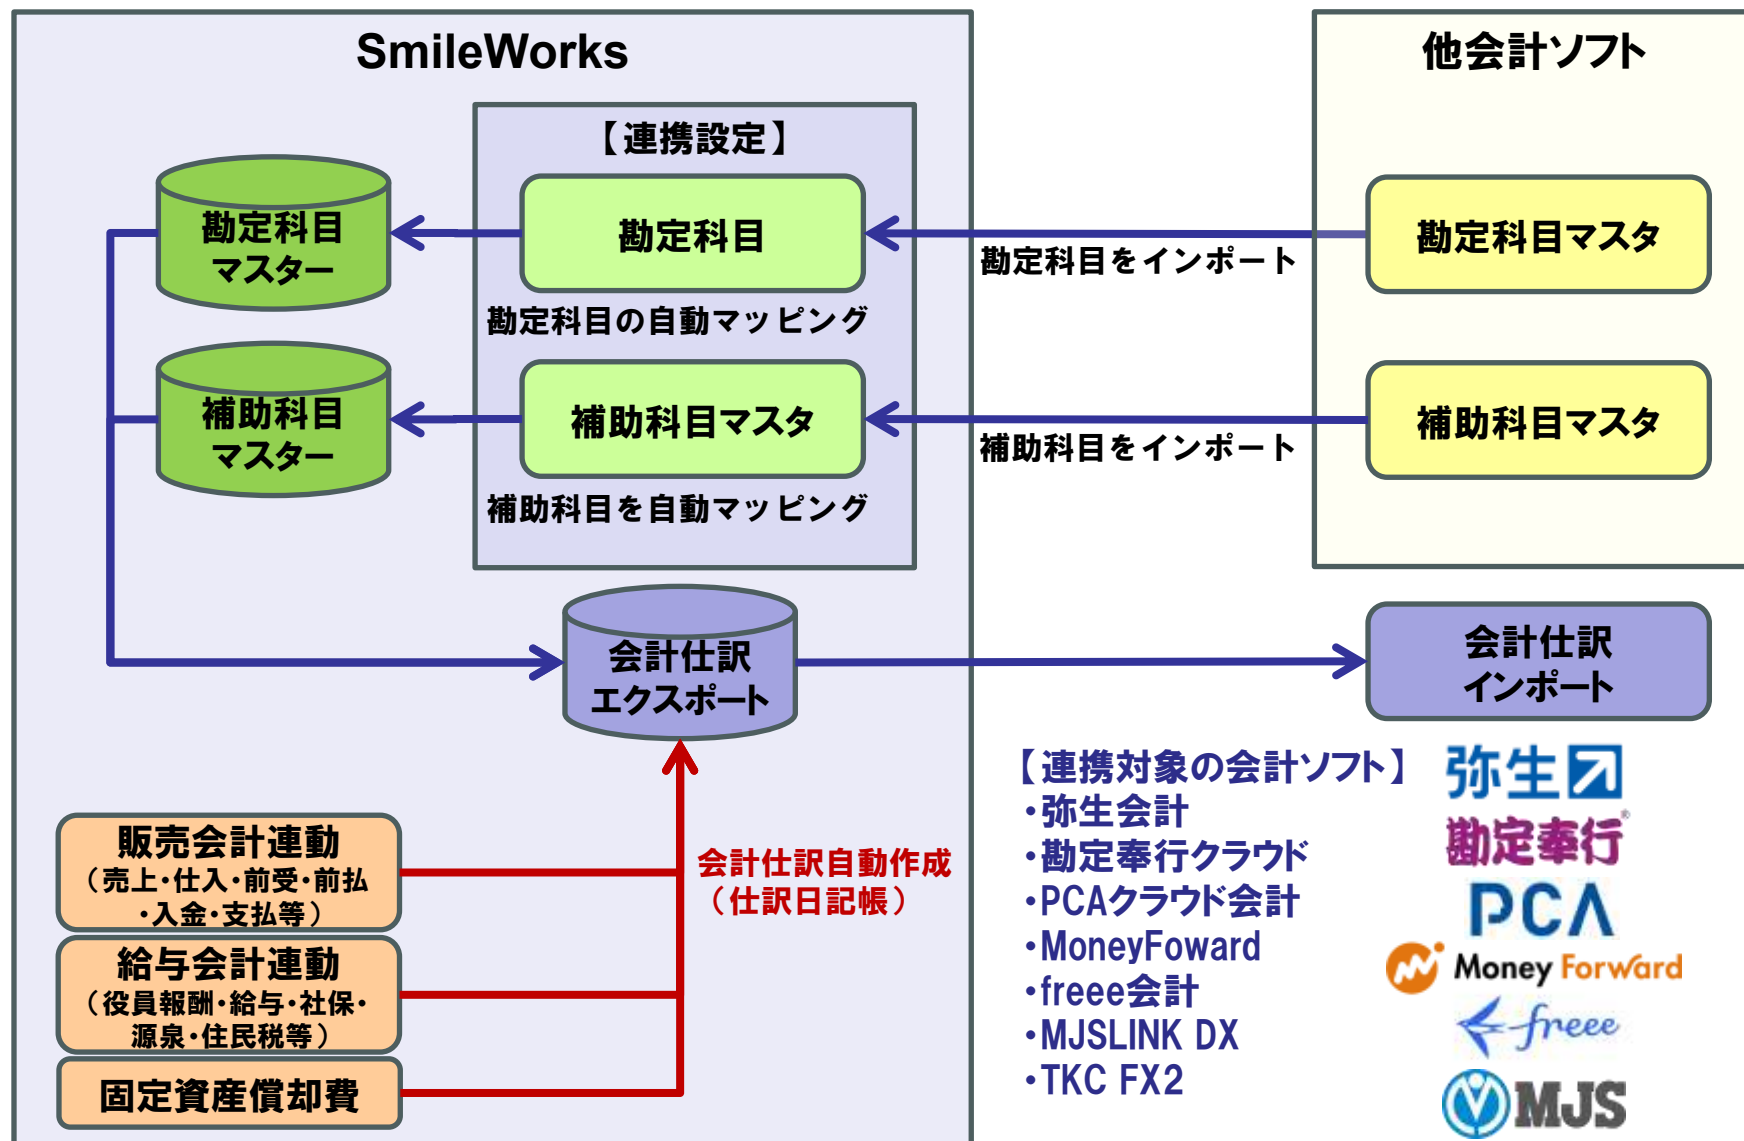 SmileWorks
他会計ソフト
【連携設定】
勘定科目
マスター
勘定科目
勘定科目をインポート
勘定科目マスタ
勘定科目の自動マッピング
補助科目
マスター
補助科目マスタ
補助科目をインポート
補助科目マスタ
補助科目を自動マッピング
会計仕訳
エクスポート
会計仕訳
インポート
販売会計連動
（売上・仕入・前受・前払
・入金・支払等）
給与会計連動
（役員報酬・給与・社保・
源泉・住民税等）
固定資産償却費
会計仕訳自動作成
（仕訳日記帳）
【連携対象の会計ソフト】
・弥生会計
・勘定奉行クラウド
・PCAクラウド会計
・MoneyFoward
・freee会計
・MJSLINK DX
・TKC FX2
弥生
勘定奉行®
PCA
Money Forward
freee
MJS